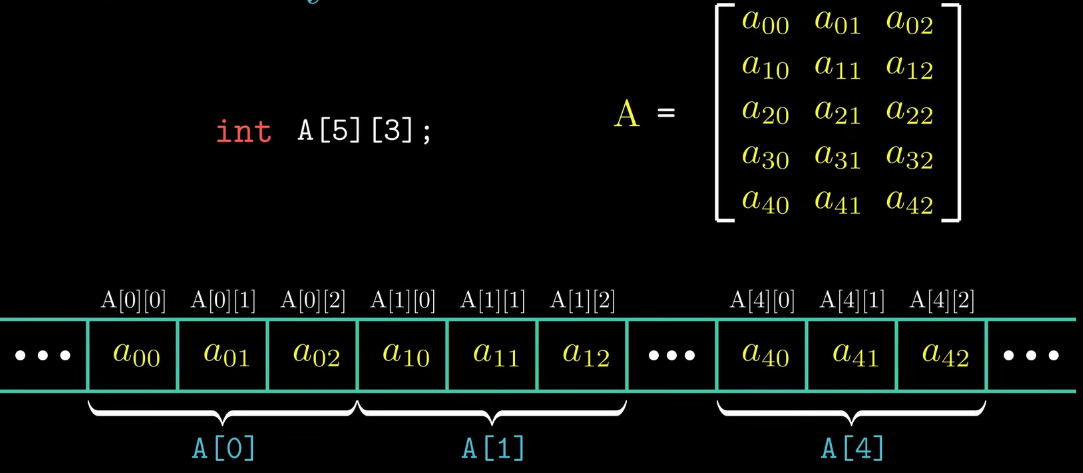 int A[5][3];
A =
a00 a01 a02
a10 a11 a12
a20 a21 a22
a30 a31 a32
a40 a41 a42
A[0][0] A[0][1] A[0][2] A[1][0] A[1][1] A[1][2] A[4][0] A[4][1] A[4][2]
••• a00 a01 a02 a10 a11 a12 ••• a40 a41 a42 •••
A[0] A[1] A[4]